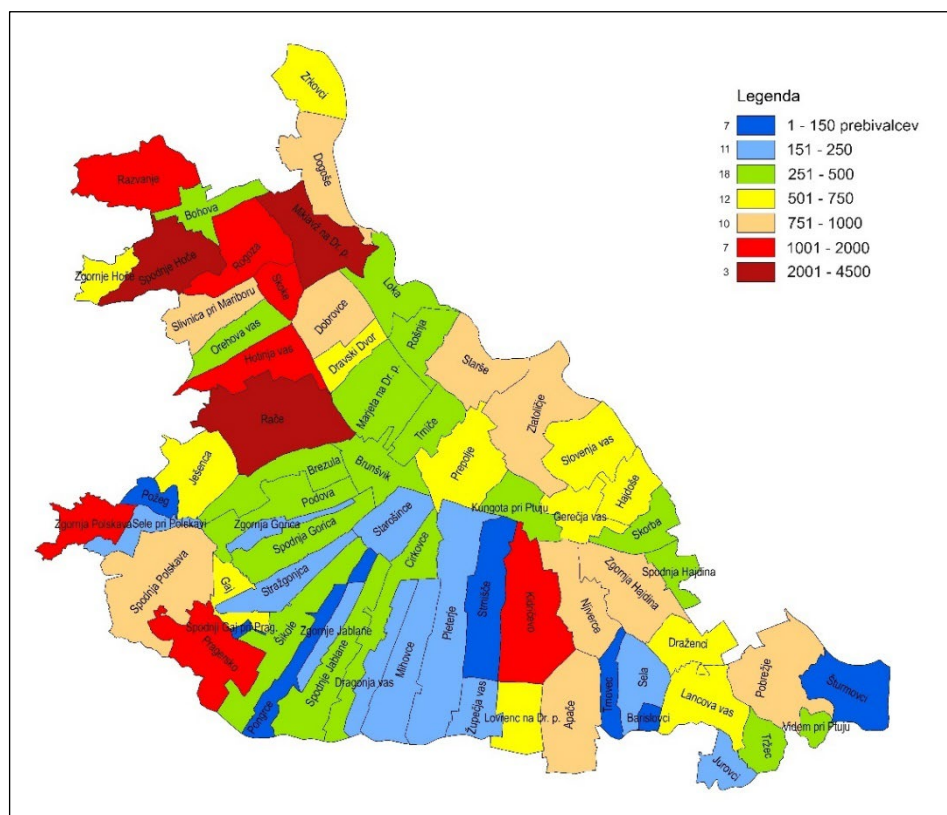 Zrkovci
Legenda
7 1 - 150 prebivalcev
11 151 - 250
18 251 - 500
12 501 - 750
10 751 - 1000
7 1001 - 2000
3 2001 - 4500
Dogoše
Razvanje
Bohova
Miklavž na Dr. p.
Rogoza
Spodnje Hoče
Zgornje Hoče
Skoke
Loka
Slivnica pri Mariboru
Dobrovce
Orehova vas
Rošnja
Dravski Dvor
Hotinja vas
Starše
Marjeta na Dr. p.
Zlatoličje
Rače
Trniče
Slovenja vas
Prepolje
Ješenca
Brezula
Brunšvik
Hajdoše
Požeg
Podova
Kungota pri Ptuju
Gerečja vas
Zgornja Polskava
Sele pri Polskavi
Zgornja Gorica
Starošince
Skorba
Spodnja Gorica
Cirkovce
Spodnja Hajdina
Stražgonjca
Zgornja Hajdina
Spodnja Polskava
Gaj
Pleterje
Strnišče
Kidričevo
Njiverce
Spodnji Gaj pri Prag.
Šikole
Zgornje Jablane
Draženci
Pragersko
Spodnje Jablane
Dragonja vas
Mihovce
Sela
Pobrežje
Šturmovci
Lancova vas
Trnovec
Župečja vas
Lovrenc na Dr. p.
Apače
Barislovci
Pongrce
Videm pri Ptuju
Tržec
Jurovci